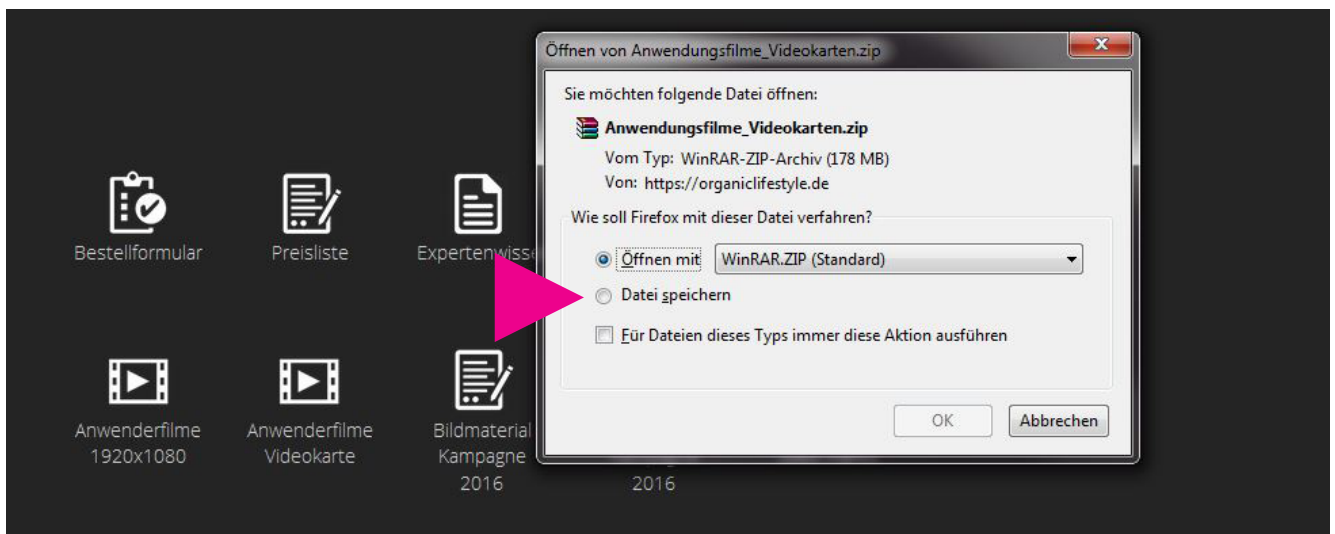 Öffnen von Anwendungsfilme_Videokarten.zip
Sie möchten folgende Datei öffnen:
Anwendungsfilme_Videokarten.zip
Vom Typ: WinRAR-ZIP-Archiv (178 MB)
Von: https://organiclifestyle.de
Wie soll Firefox mit dieser Datei verfahren?
Öffnen mit WinRAR.ZIP (Standard)
Datei speichern
Für Dateien dieses Typs immer diese Aktion ausführen
OK Abbrechen
Bestellformular Preisliste Expertenwisse
Anwenderfilme Anwenderfilme Bildmaterial
1920x1080 Videokarte Kampagne
2016 2016